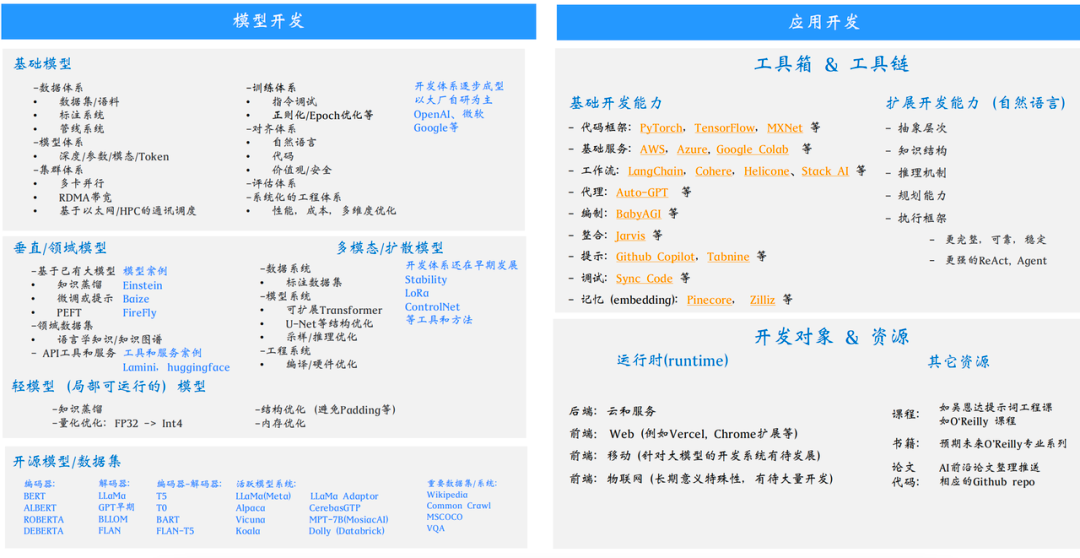 模型开发
基础模型
-数据体系
• 数据集/语料
• 标注系统
• 管线系统
-模型体系
• 深度/参数/模态/Token
-集群体系
• 多卡并行
• RDMA带宽
• 基于以太网/HPC的通讯调度
-训练体系
• 指令调试
• 正则化/Epoch优化等
-对齐体系
• 自然语言
• 代码
• 价值观/安全
-评估体系
-系统化的工程体系
• 性能，成本，多维度优化
开发体系逐步成型
以大厂自研为主
OpenAI、微软
Google等
垂直/领域模型
-基于已有大模型 模型案例
• 知识蒸馏 Einstein
• 微调或提示 Baize
• PEFT FireFly
-领域数据集
• 语言学知识/知识图谱
- API工具和服务 工具和服务案例
Lamini，huggingface
多模态/扩散模型
-数据系统
• 标注数据集
-模型系统
• 可扩展Transformer
• U-Net等结构优化
• 采样/推理优化
-工程系统
• 编译/硬件优化
开发体系还在早期发展
Stability
LoRa
ControlNet
等工具和方法
轻模型（局部可运行的）模型
-知识蒸馏
-量化优化：FP32 -> Int4
-结构优化（避免Padding等）
-内存优化
开源模型/数据集
编码器：
BERT
ALBERT
ROBERTA
DEBERTA
解码器：
LLaMa
GPT早期
BLLOM
FLAN
编码器-解码器：
T5
T0
BART
FLAN-T5
活跃模型系统：
LLaMa(Meta)
Alpaca
Vicuna
Koala
LLaMa Adaptor
CerebasGTP
MPT-7B(MosiacAI)
Dolly (Databrick)
重要数据集/系统：
Wikipedia
Common Crawl
MSCOCO
VQA
应用开发
工具箱 & 工具链
基础开发能力
- 代码框架：PyTorch，TensorFlow，MXNet 等
- 基础服务：AWS，Azure, Google Colab 等
- 工作流：LangChain，Cohere，Helicone、Stack AI 等
- 代理：Auto-GPT 等
- 编制：BabyAGI 等
- 整合：Jarvis 等
- 提示：Github Copilot，Tabnine 等
- 调试：Sync Code 等
- 记忆 (embedding)：Pinecore， Zilliz 等
扩展开发能力（自然语言）
- 抽象层次
- 知识结构
- 推理机制
- 规划能力
- 执行框架
- 更完整，可靠，稳定
- 更强的ReAct, Agent
开发对象 & 资源
运行时(runtime)
后端：云和服务
前端： Web (例如Vercel, Chrome扩展等)
前端：移动 (针对大模型的开发系统有待发展)
前端：物联网 (长期意义特殊性，有待大量开发)
其它资源
课程： 如吴恩达提示词工程课
如O'Reilly 课程
书籍： 预期未来O'Reilly专业系列
论文 AI前沿论文整理推送
代码： 相应的Github repo